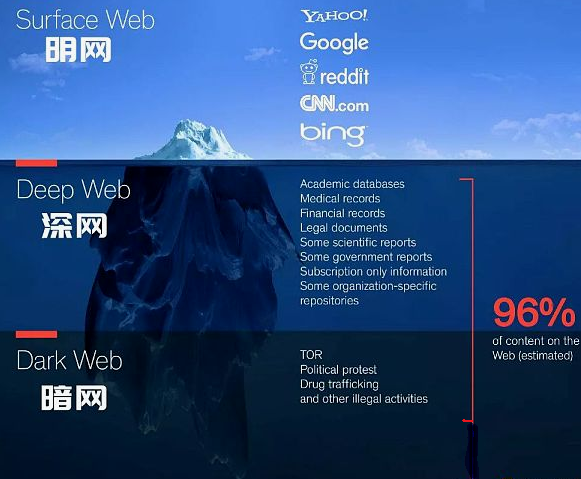 Surface Web
明网
YAHOO!
Google
reddit
CNN.com
bing
Deep Web
深网
Academic databases
Medical records
Financial records
Legal documents
Some scientific reports
Some government reports
Subscription only information
Some organization-specific
repositories
96%
of content on the
Web (estimated)
Dark Web
暗网
TOR
Political protest
Drug trafficking
and other illegal activities